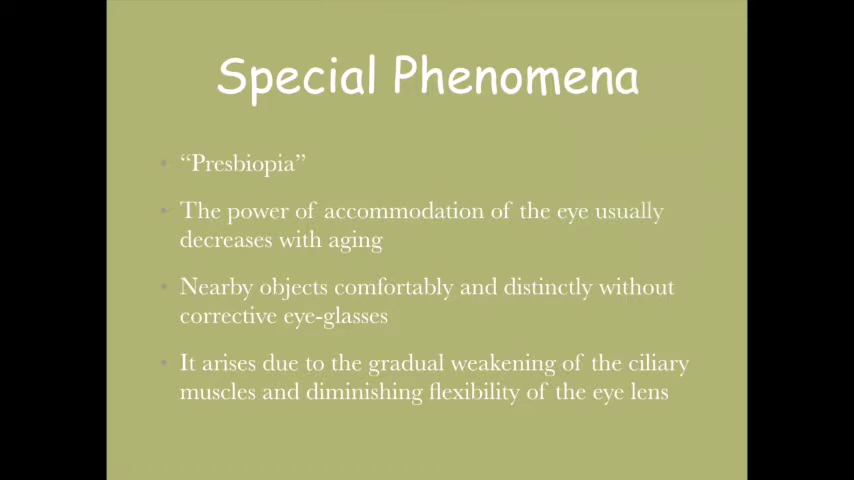 Special Phenomena
“Presbiopia”
The power of accommodation of the eye usually
decreases with aging
Nearby objects comfortably and distinctly without
corrective eye-glasses
It arises due to the gradual weakening of the ciliary
muscles and diminishing flexibility of the eye lens